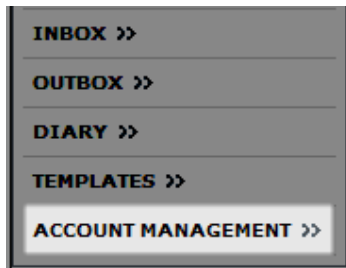 INBOX »
OUTBOX »
DIARY »
TEMPLATES »
ACCOUNT MANAGEMENT »